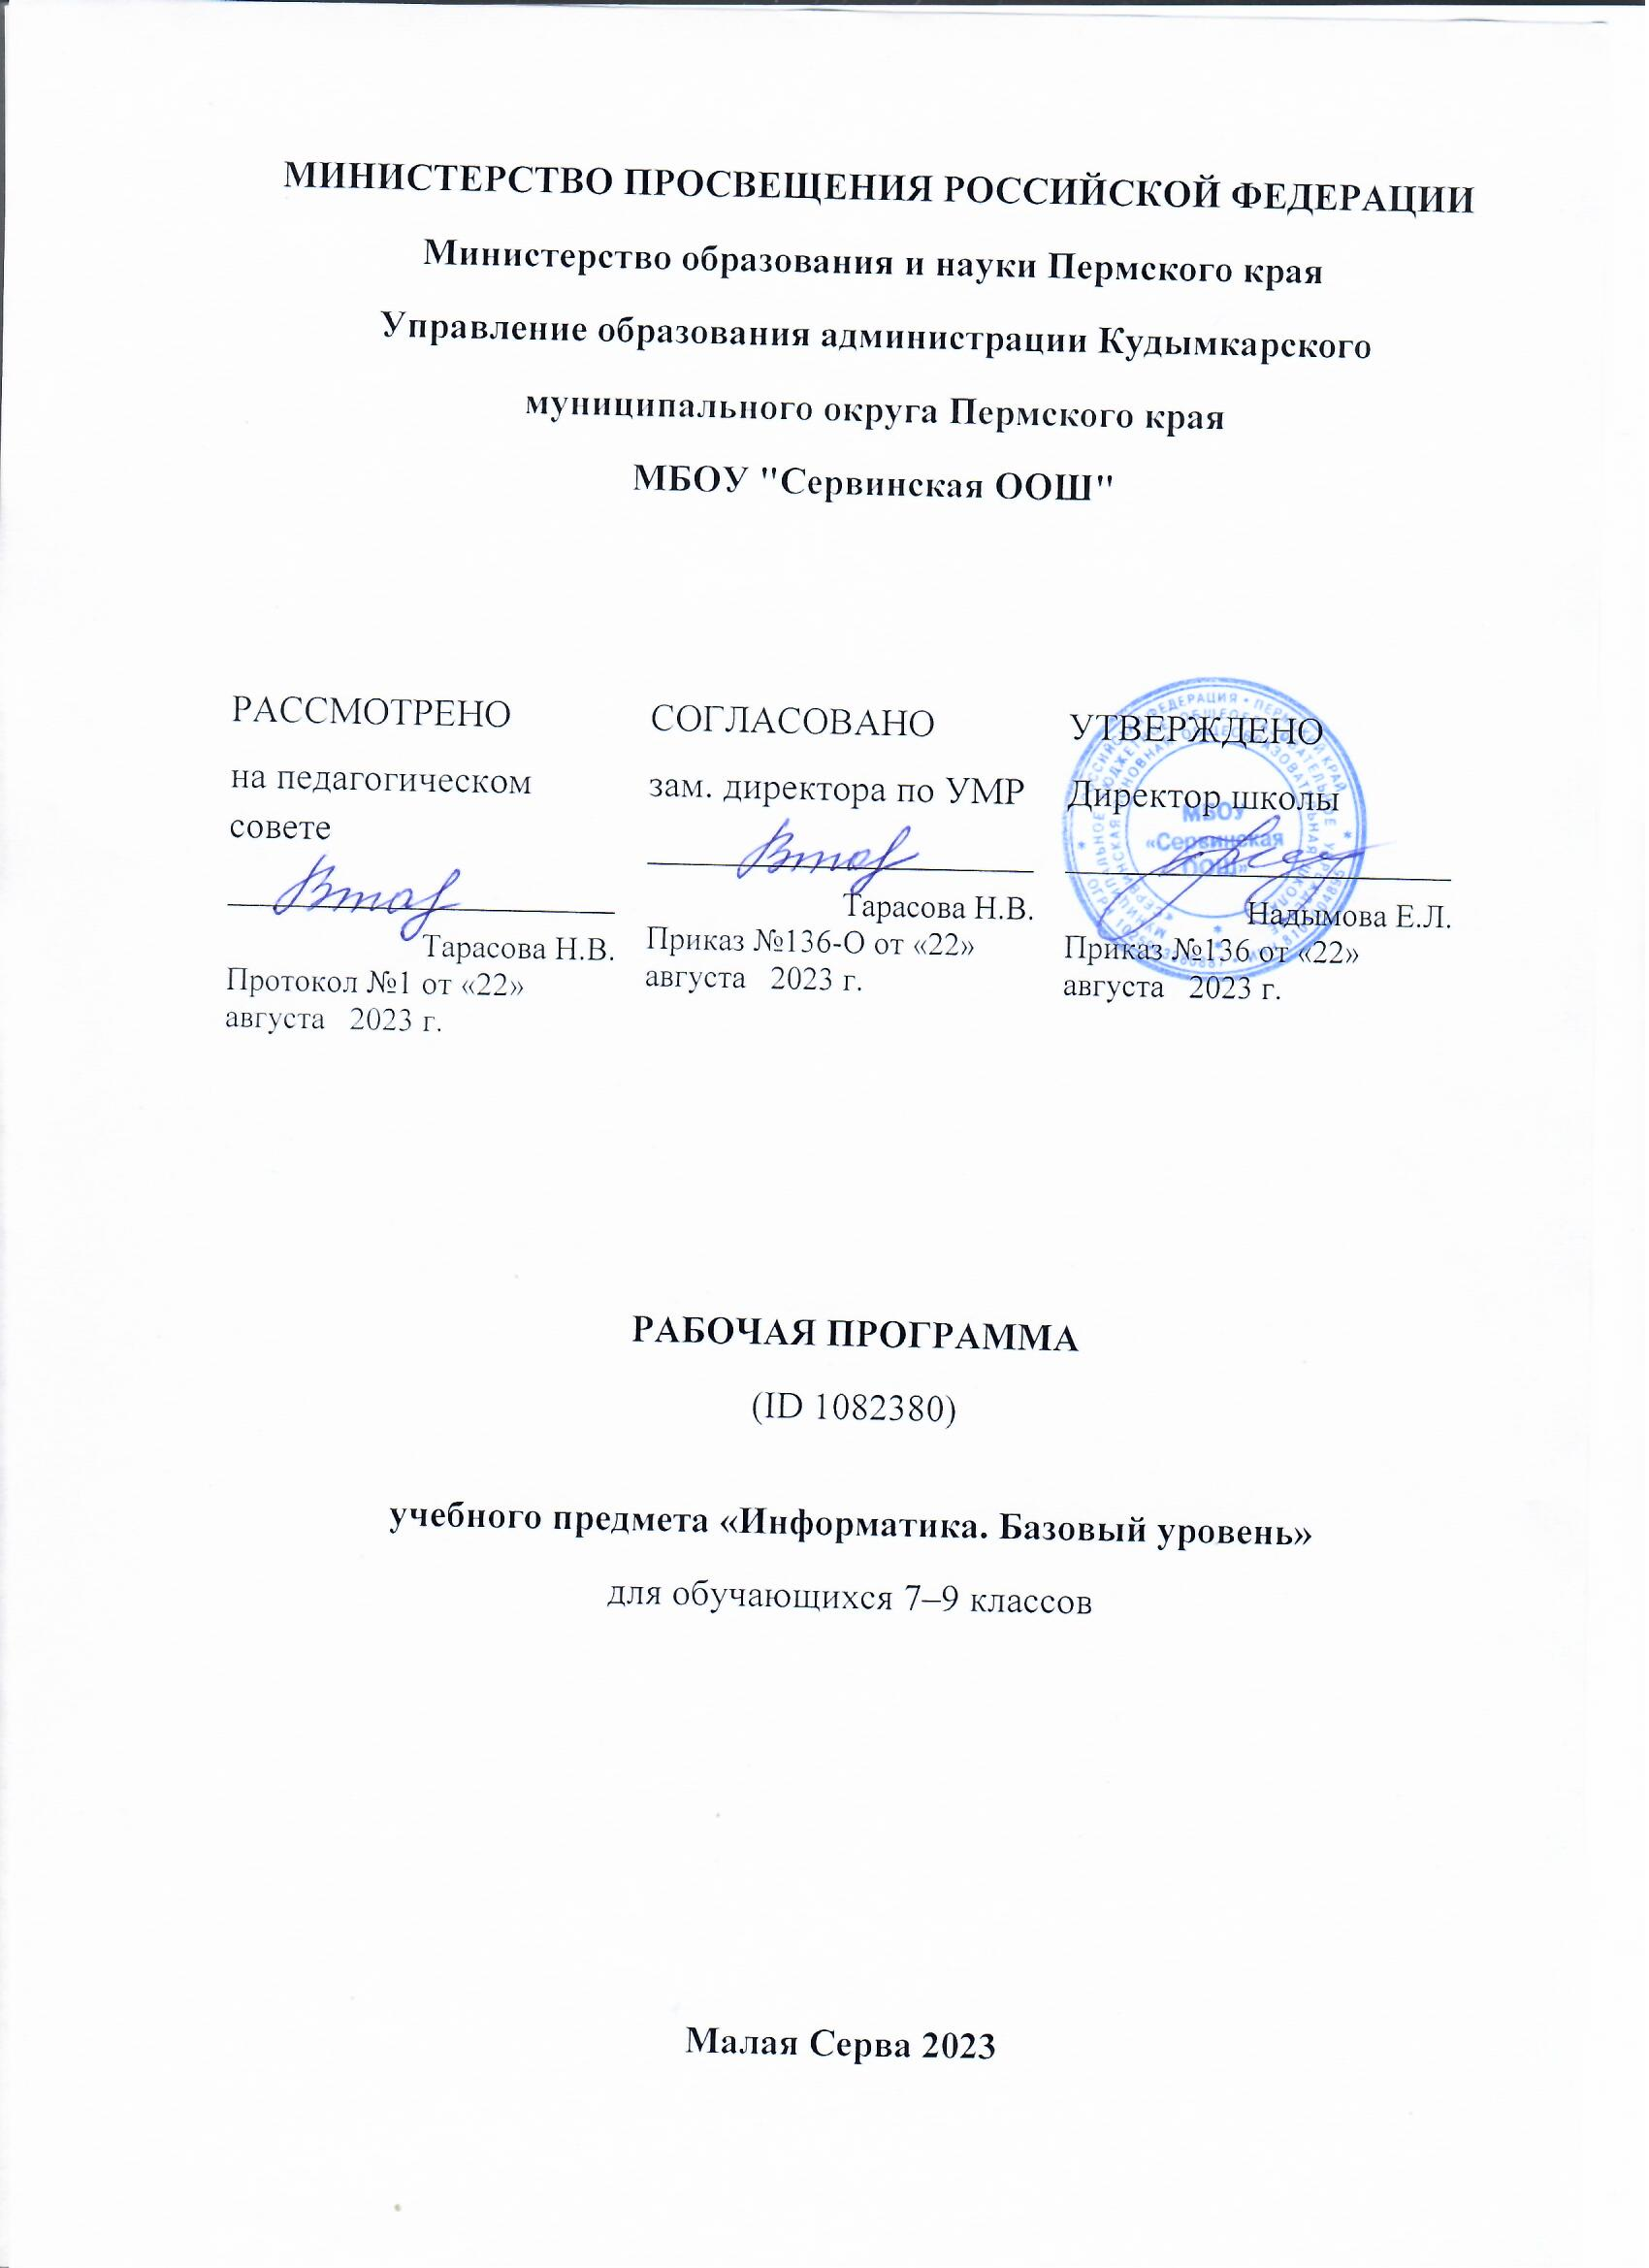 МИНИСТЕРСТВО ПРОСВЕЩЕНИЯ РОССИЙСКОЙ ФЕДЕРАЦИИ
Министерство образования и науки Пермского края
Управление образования администрации Кудымкарского
муниципального округа Пермского края
МБОУ "Сервинская ООШ"
РАССМОТРЕНО
на педагогическом
совете
Тарасова Н.В.
Протокол №1 от «22»
августа 2023 г.
СОГЛАСОВАНО
зам. директора по УМР
Тарасова Н.В.
Приказ №136-О от «22»
августа 2023 г.
УТВЕРЖДЕНО
Директор школы
Надымова Е.Л.
Приказ №136 от «22»
августа 2023 г.
МБОУ
«Сервинская
ООШ»
РАБОЧАЯ ПРОГРАММА
(ID 1082380)
учебного предмета «Информатика. Базовый уровень»
для обучающихся 7–9 классов
Малая Серва 2023